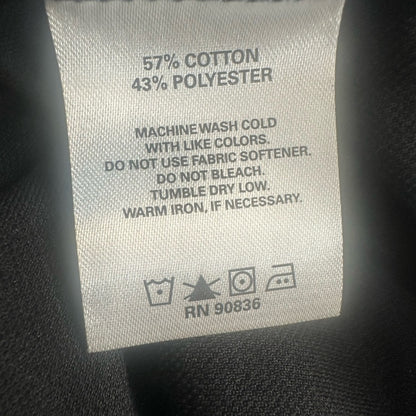 57% COTTON
43% POLYESTER
MACHINE WASH COLD
WITH LIKE COLORS.
DO NOT USE FABRIC SOFTENER.
DO NOT BLEACH.
TUMBLE DRY LOW.
WARM IRON, IF NECESSARY.
RN 90836